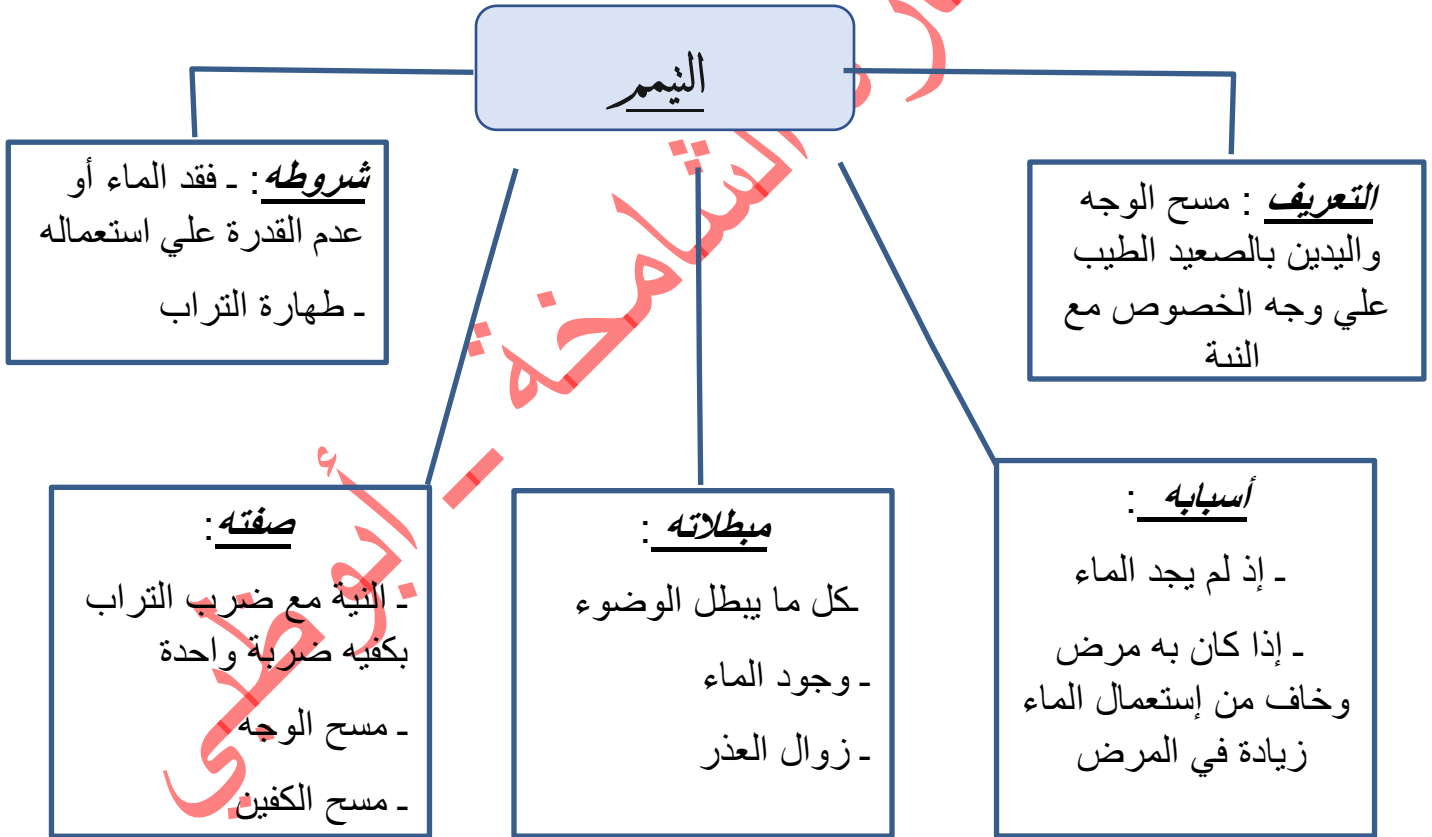 التيمم
التعريف : مسح الوجه
واليدين بالصعيد الطيب
علي وجه الخصوص مع
النية
شروطه : ـ فقد الماء أو
عدم القدرة علي استعماله
ـ طهارة التراب
أسبابه :
ـ إذ لم يجد الماء
ـ إذا كان به مرض
وخاف من إستعمال الماء
زيادة في المرض
مبطلاته :
ـكل ما يبطل الوضوء
ـ وجود الماء
ـ زوال العذر
صفته :
ـ النية مع ضرب التراب
بكفيه ضربة واحدة
ـ مسح الوجه
ـ مسح الكفين
الشامخة - أبوظبي